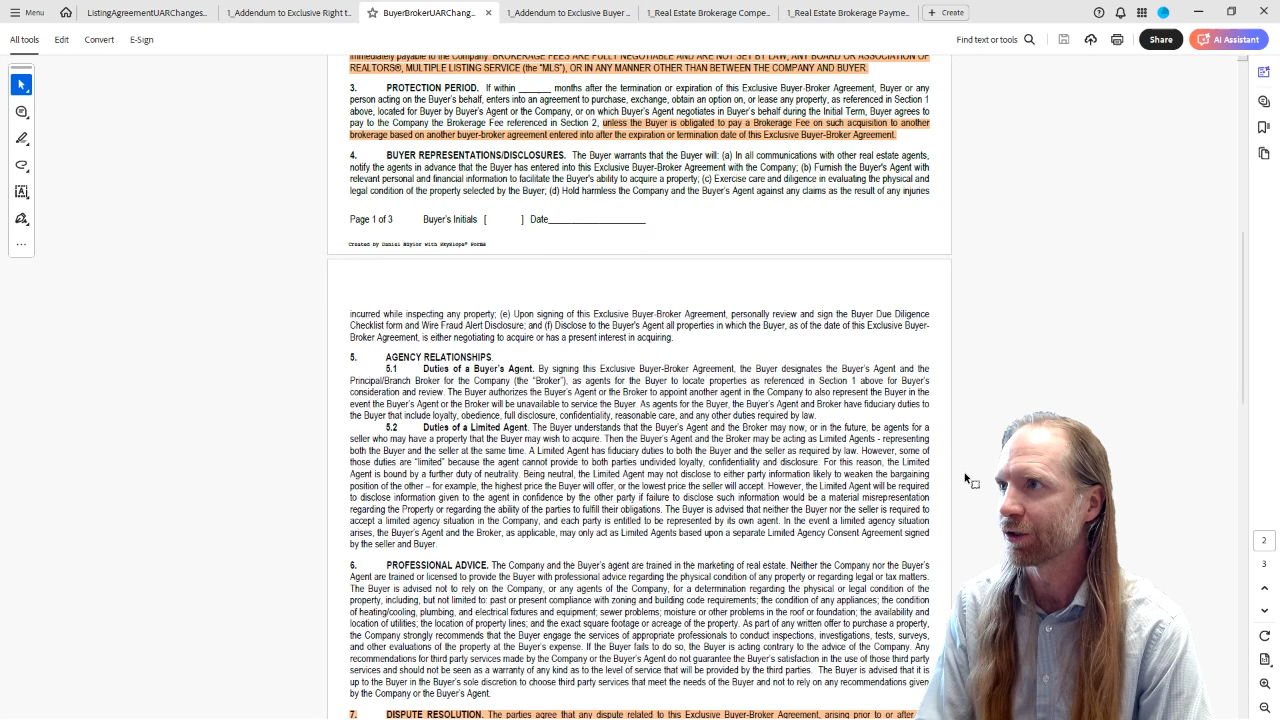 Menu
ListingAgreementUARChanges...
1_Addendum to Exclusive Right t...
BuyerBrokerUARChang...
1_Addendum to Exclusive Buyer ...
1_Real Estate Brokerage Compe...
1_Real Estate Brokerage Payme...
+ Create
All tools
Edit
Convert
E-Sign
Find text or tools
Share
AI Assistant
immediately payable to the Company. BROKERAGE FEES ARE FULLY NEGOTIABLE AND ARE NOT SET BY LAW, ANY BOARD OR ASSOCIATION OF
REALTORS®, MULTIPLE LISTING SERVICE (the "MLS"), OR IN ANY MANNER OTHER THAN BETWEEN THE COMPANY AND BUYER.
3. PROTECTION PERIOD. If within _______ months after the termination or expiration of this Exclusive Buyer-Broker Agreement, Buyer or any
person acting on the Buyer's behalf, enters into an agreement to purchase, exchange, obtain an option on, or lease any property, as referenced in Section 1
above, located for Buyer by Buyer's Agent or the Company, or on which Buyer's Agent negotiates in Buyer's behalf during the Initial Term, Buyer agrees to
pay to the Company the Brokerage Fee referenced in Section 2, unless the Buyer is obligated to pay a Brokerage Fee on such acquisition to another
brokerage based on another buyer-broker agreement entered into after the expiration or termination date of this Exclusive Buyer-Broker Agreement.
4. BUYER REPRESENTATIONS/DISCLOSURES. The Buyer warrants that the Buyer will: (a) In all communications with other real estate agents,
notify the agents in advance that the Buyer has entered into this Exclusive Buyer-Broker Agreement with the Company; (b) Furnish the Buyer's Agent with
relevant personal and financial information to facilitate the Buyer's ability to acquire a property; (c) Exercise care and diligence in evaluating the physical and
legal condition of the property selected by the Buyer; (d) Hold harmless the Company and the Buyer's Agent against any claims as the result of any injuries
Page 1 of 3 Buyer's Initials [ ] Date_____________________
Created by Daniel Naylor with SkySlope® Forms
incurred while inspecting any property; (e) Upon signing of this Exclusive Buyer-Broker Agreement, personally review and sign the Buyer Due Diligence
Checklist form and Wire Fraud Alert Disclosure; and (f) Disclose to the Buyer's Agent all properties in which the Buyer, as of the date of this Exclusive Buyer-
Broker Agreement, is either negotiating to acquire or has a present interest in acquiring.
5. AGENCY RELATIONSHIPS.
5.1 Duties of a Buyer's Agent. By signing this Exclusive Buyer-Broker Agreement, the Buyer designates the Buyer's Agent and the
Principal/Branch Broker for the Company (the "Broker"), as agents for the Buyer to locate properties as referenced in Section 1 above for Buyer's
consideration and review. The Buyer authorizes the Buyer's Agent or the Broker to appoint another agent in the Company to also represent the Buyer in the
event the Buyer's Agent or the Broker will be unavailable to service the Buyer. As agents for the Buyer, the Buyer's Agent and Broker have fiduciary duties to
the Buyer that include loyalty, obedience, full disclosure, confidentiality, reasonable care, and any other duties required by law.
5.2 Duties of a Limited Agent. The Buyer understands that the Buyer's Agent and the Broker may now, or in the future, be agents for a
seller who may have a property that the Buyer may wish to acquire. Then the Buyer's Agent and the Broker may be acting as Limited Agents - representing
both the Buyer and the seller at the same time. A Limited Agent has fiduciary duties to both the Buyer and the seller as required by law. However, some of
those duties are "limited" because the agent cannot provide to both parties undivided loyalty, confidentiality and disclosure. For this reason, the Limited
Agent is bound by a further duty of neutrality. Being neutral, the Limited Agent may not disclose to either party information likely to weaken the bargaining
position of the other – for example, the highest price the Buyer will offer, or the lowest price the seller will accept. However, the Limited Agent will be required
to disclose information given to the agent in confidence by the other party if failure to disclose such information would be a material misrepresentation
regarding the Property or regarding the ability of the parties to fulfill their obligations. The Buyer is advised that neither the Buyer nor the seller is required to
accept a limited agency situation in the Company, and each party is entitled to be represented by its own agent. In the event a limited agency situation
arises, the Buyer's Agent and the Broker, as applicable, may only act as Limited Agents based upon a separate Limited Agency Consent Agreement signed
by the seller and Buyer.
6. PROFESSIONAL ADVICE. The Company and the Buyer's agent are trained in the marketing of real estate. Neither the Company nor the Buyer's
Agent are trained or licensed to provide the Buyer with professional advice regarding the physical condition of any property or regarding legal or tax matters.
The Buyer is advised not to rely on the Company, or any agents of the Company, for a determination regarding the physical or legal condition of the
property, including, but not limited to: past or present compliance with zoning and building code requirements; the condition of any appliances; the condition
of heating/cooling, plumbing, and electrical fixtures and equipment; sewer problems; moisture or other problems in the roof or foundation; the availability and
location of utilities; the location of property lines; and the exact square footage or acreage of the property. As part of any written offer to purchase a property,
the Company strongly recommends that the Buyer engage the services of appropriate professionals to conduct inspections, investigations, tests, surveys,
and other evaluations of the property at the Buyer's expense. If the Buyer fails to do so, the Buyer is acting contrary to the advice of the Company. Any
recommendations for third party services made by the Company or the Buyer's Agent do not guarantee the Buyer's satisfaction in the use of those third party
services and should not be seen as a warranty of any kind as to the level of service that will be provided by the third parties. The Buyer is advised that it is
up to the Buyer in the Buyer's sole discretion to choose third party services that meet the needs of the Buyer and not to rely on any recommendations given
by the Company or the Buyer's Agent.
7. DISPUTE RESOLUTION. The parties agree that any dispute related to this Exclusive Buyer-Broker Agreement, arising prior to or after
2
3